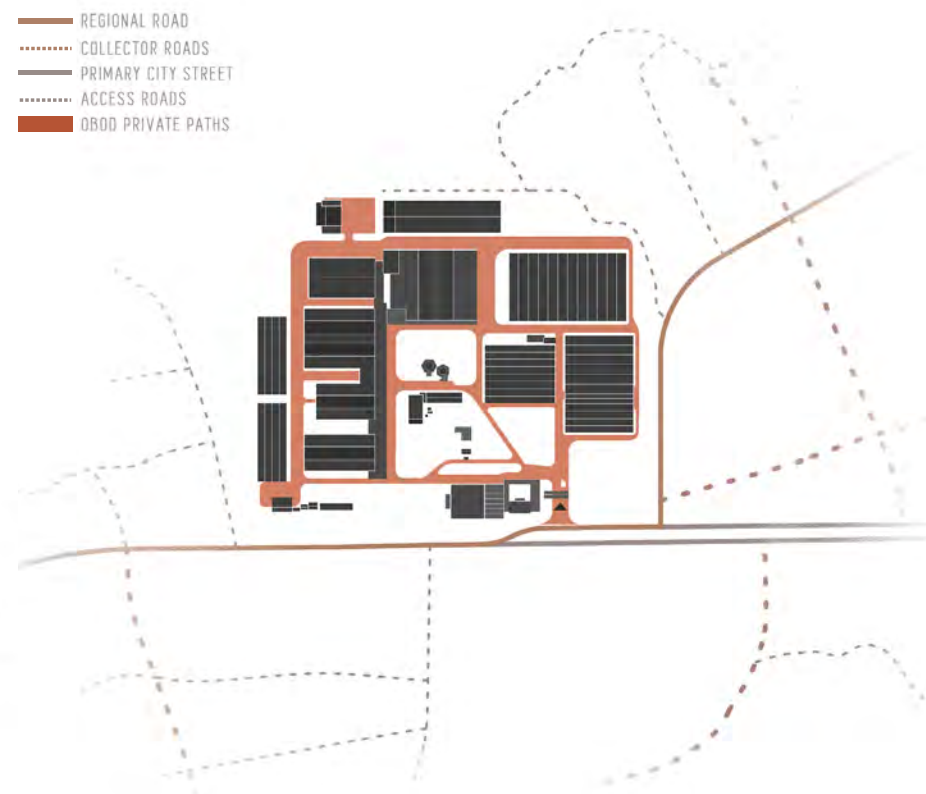 REGIONAL ROAD
COLLECTOR ROADS
PRIMARY CITY STREET
ACCESS ROADS
OBOD PRIVATE PATHS